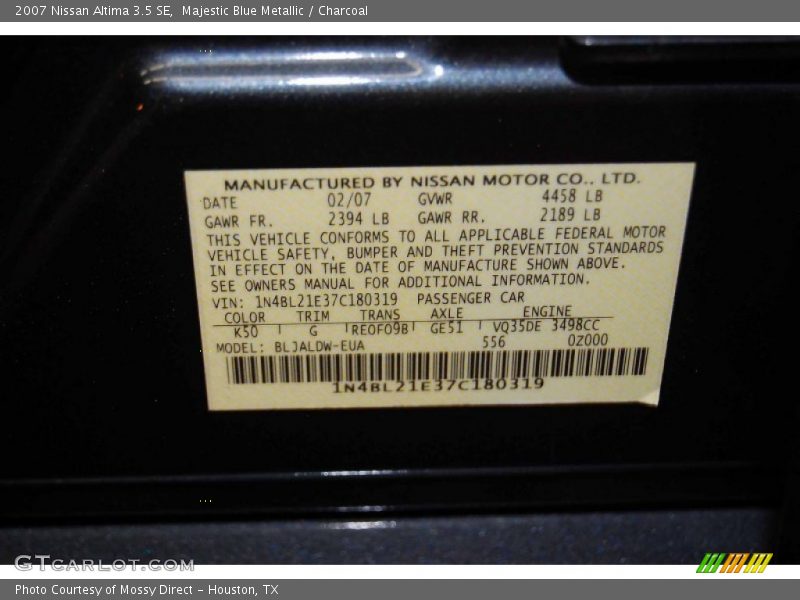 2007 Nissan Altima 3.5 SE, Majestic Blue Metallic / Charcoal
MANUFACTURED BY NISSAN MOTOR CO., LTD.
DATE 02/07 GVWR 4458 LB
GAWR FR. 2394 LB GAWR RR. 2189 LB
THIS VEHICLE CONFORMS TO ALL APPLICABLE FEDERAL MOTOR
VEHICLE SAFETY, BUMPER AND THEFT PREVENTION STANDARDS
IN EFFECT ON THE DATE OF MANUFACTURE SHOWN ABOVE.
SEE OWNERS MANUAL FOR ADDITIONAL INFORMATION.
VIN: 1N4BL21E37C180319 PASSENGER CAR
COLOR TRIM TRANS AXLE ENGINE
K50 G RE0F09B GE51 VQ35DE 3498CC
MODEL: BLJALDW-EUA 556 0Z000
1N4BL21E37C180319
GTCARLOT.COM
Photo Courtesy of Mossy Direct - Houston, TX